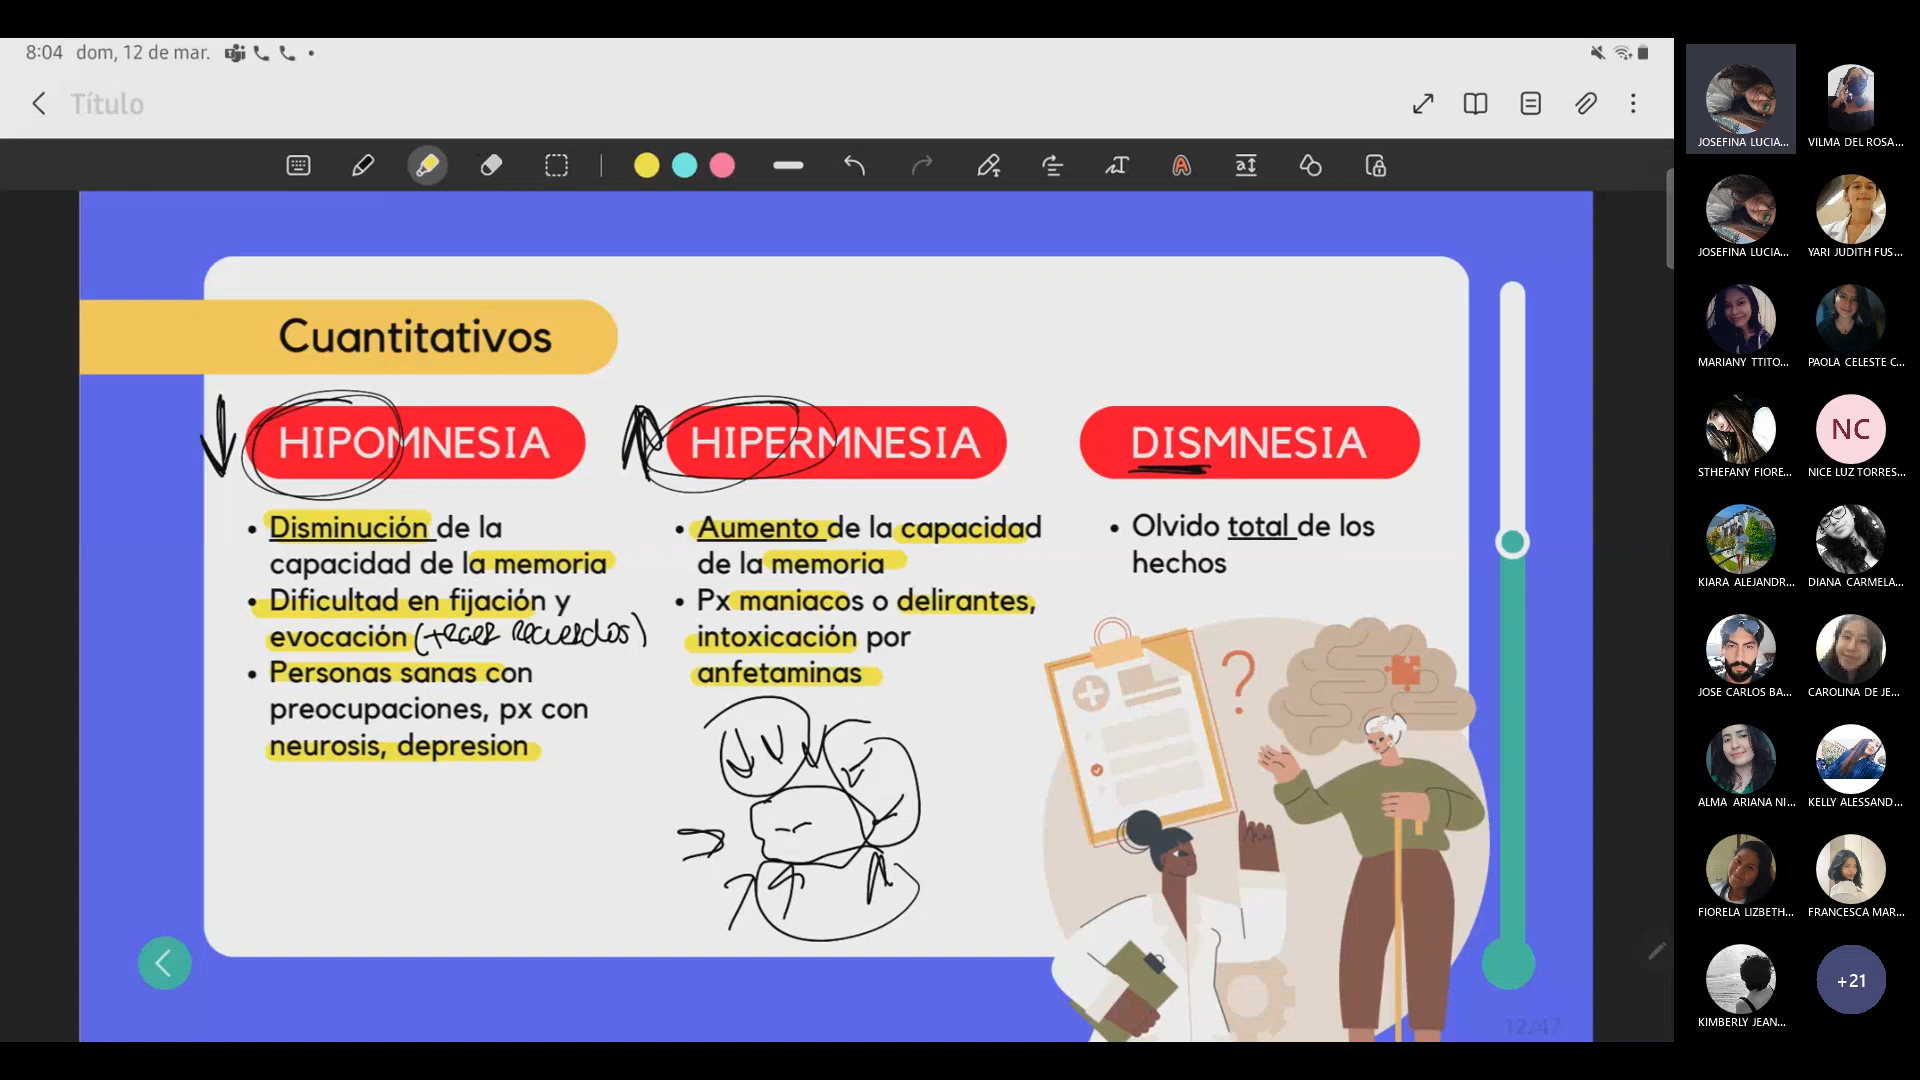 8:04 dom, 12 de mar.
Título
Cuantitativos
HIPOMNESIA
Disminución de la
capacidad de la memoria
Dificultad en fijación y
evocación (traer recuerdos)
Personas sanas con
preocupaciones, px con
neurosis, depresion
HIPERMNESIA
Aumento de la capacidad
de la memoria
Px maniacos o delirantes,
intoxicación por
anfetaminas
DISMNESIA
Olvido total de los
hechos
?
12/47
JOSEFINA LUCIA...
VILMA DEL ROSA...
JOSEFINA LUCIA...
YARI JUDITH FUS...
MARIANY TTITO...
PAOLA CELESTE C...
STHEFANY FIORE...
NC
NICE LUZ TORRES...
KIARA ALEJANDR...
DIANA CARMELA...
JOSE CARLOS BA...
CAROLINA DE JE...
ALMA ARIANA NI...
KELLY ALESSAND...
FIORELA LIZBETH...
FRANCESCA MAR...
KIMBERLY JEAN...
+21